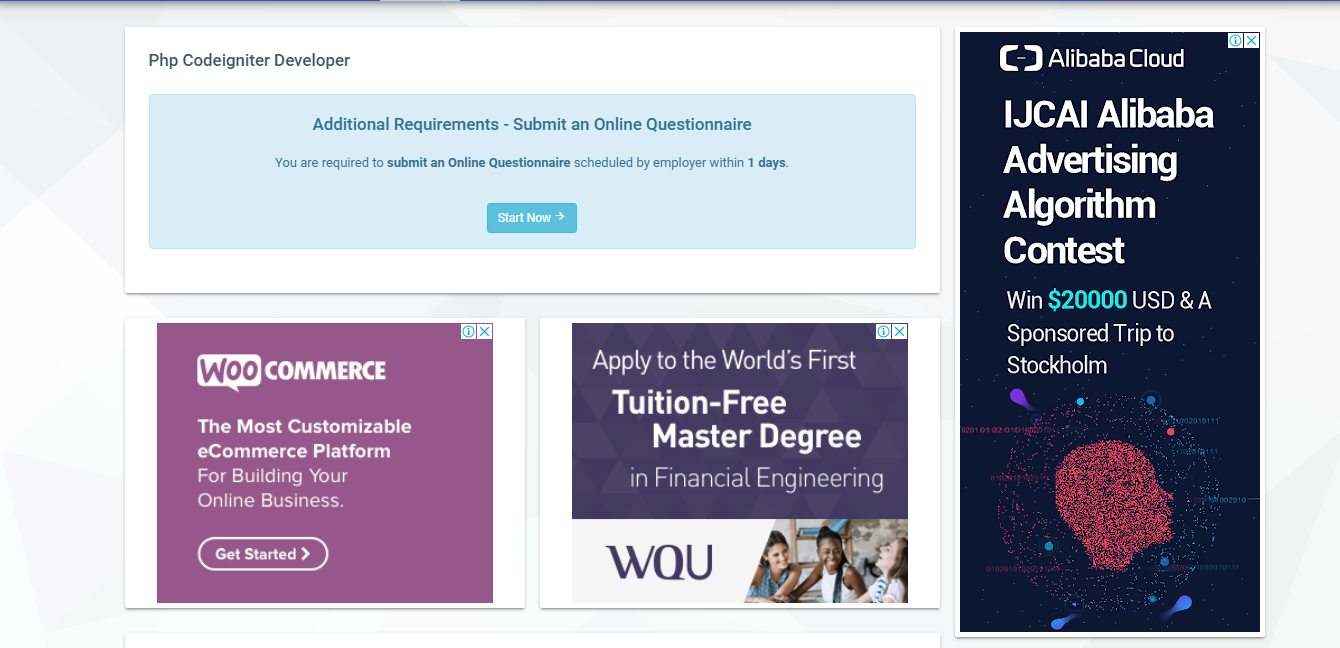 Php Codeigniter Developer
Additional Requirements - Submit an Online Questionnaire
You are required to submit an Online Questionnaire scheduled by employer within 1 days.
Start Now →
WOO COMMERCE
The Most Customizable
eCommerce Platform
For Building Your
Online Business.
Get Started
Apply to the World's First
Tuition-Free
Master Degree
in Financial Engineering
WQU
Alibaba Cloud
IJCAI Alibaba
Advertising
Algorithm
Contest
Win $20000 USD & A
Sponsored Trip to
Stockholm